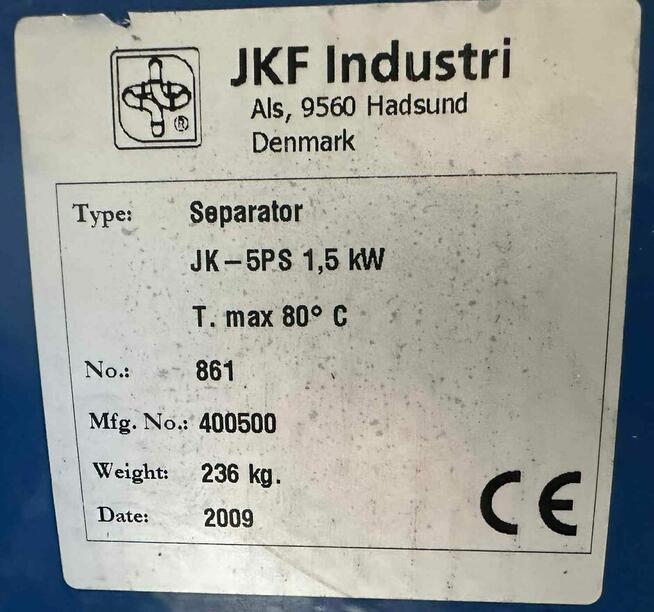 JKF Industri
Als, 9560 Hadsund
Denmark
®
Type: Separator
JK-5PS 1,5 kW
T. max 80° C
No.: 861
Mfg. No.: 400500
Weight: 236 kg.
Date: 2009
CE